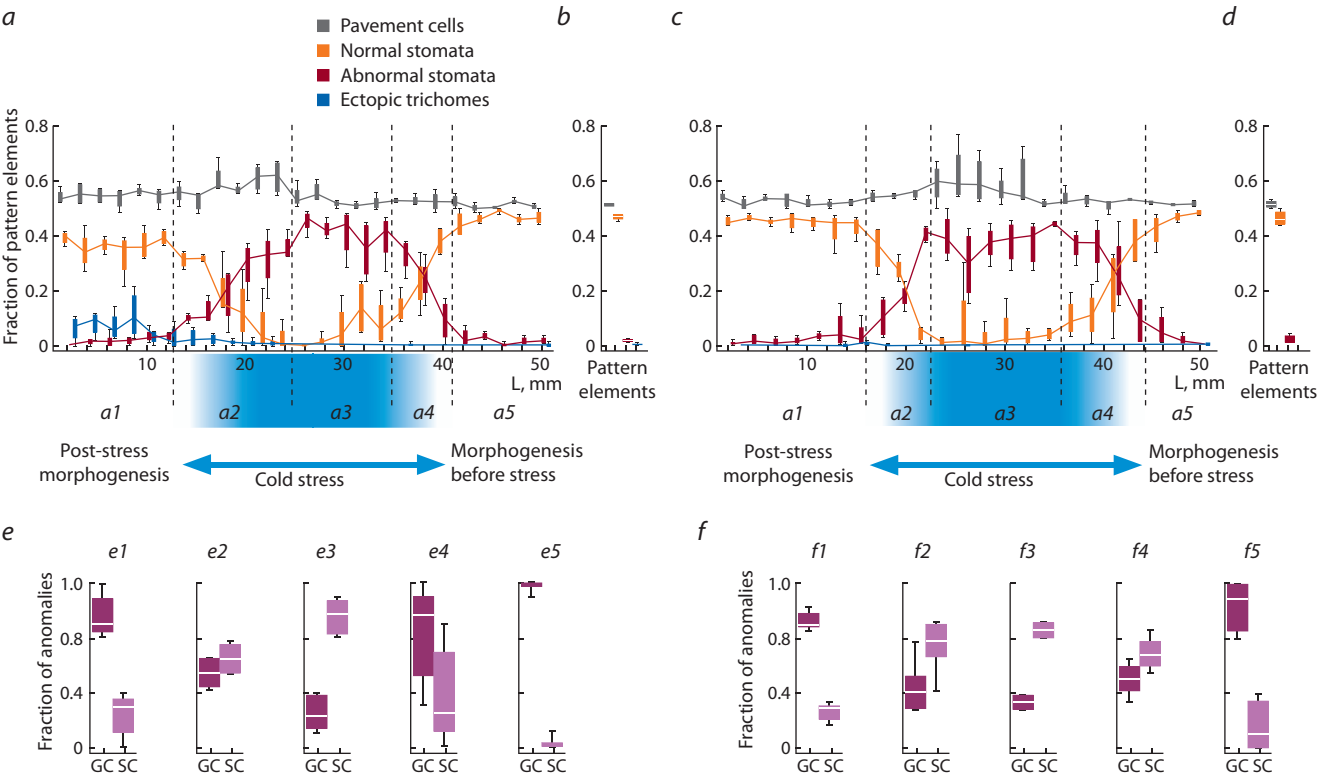 a
b
c
d
Pavement cells
Normal stomata
Abnormal stomata
Ectopic trichomes
Fraction of pattern elements
0.8
0.6
0.4
0.2
0
10
20
30
40
50
L, mm
0.8
0.6
0.4
0.2
0
Pattern
elements
0.8
0.6
0.4
0.2
0
10
20
30
40
50
L, mm
0.8
0.6
0.4
0.2
0
Pattern
elements
a1
a2
a3
a4
a5
a1
a2
a3
a4
a5
Post-stress
morphogenesis
Cold stress
Morphogenesis
before stress
Post-stress
morphogenesis
Cold stress
Morphogenesis
before stress
e
e1
e2
e3
e4
e5
Fraction of anomalies
1.0
0.8
0.4
0
GC SC
GC SC
GC SC
GC SC
GC SC
f
f1
f2
f3
f4
f5
Fraction of anomalies
1.0
0.8
0.4
0
GC SC
GC SC
GC SC
GC SC
GC SC